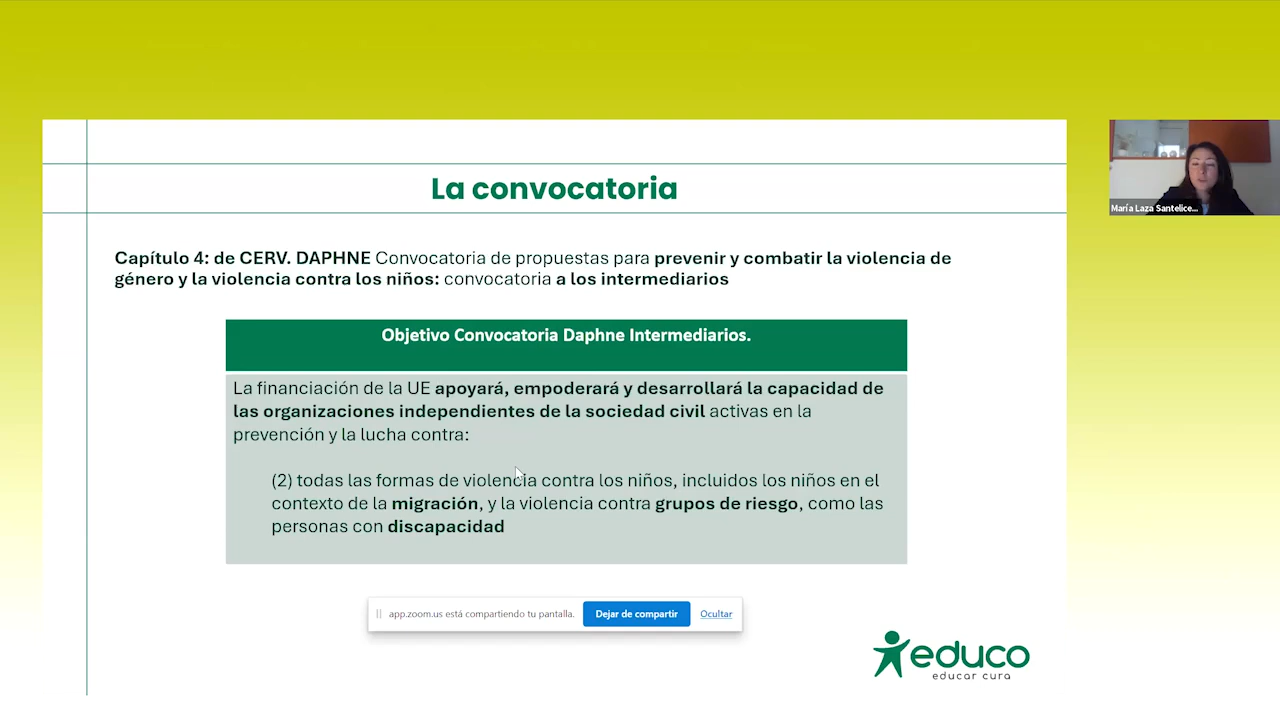 La convocatoria
María Laza Santelice...
Capítulo 4: de CERV. DAPHNE Convocatoria de propuestas para prevenir y combatir la violencia de
género y la violencia contra los niños: convocatoria a los intermediarios
Objetivo Convocatoria Daphne Intermediarios.
La financiación de la UE apoyará, empoderará y desarrollará la capacidad de
las organizaciones independientes de la sociedad civil activas en la
prevención y la lucha contra:
(2) todas las formas de violencia contra los niños, incluidos los niños en el
contexto de la migración, y la violencia contra grupos de riesgo, como las
personas con discapacidad
app.zoom.us está compartiendo tu pantalla. Dejar de compartir Ocultar
educo
educar cura